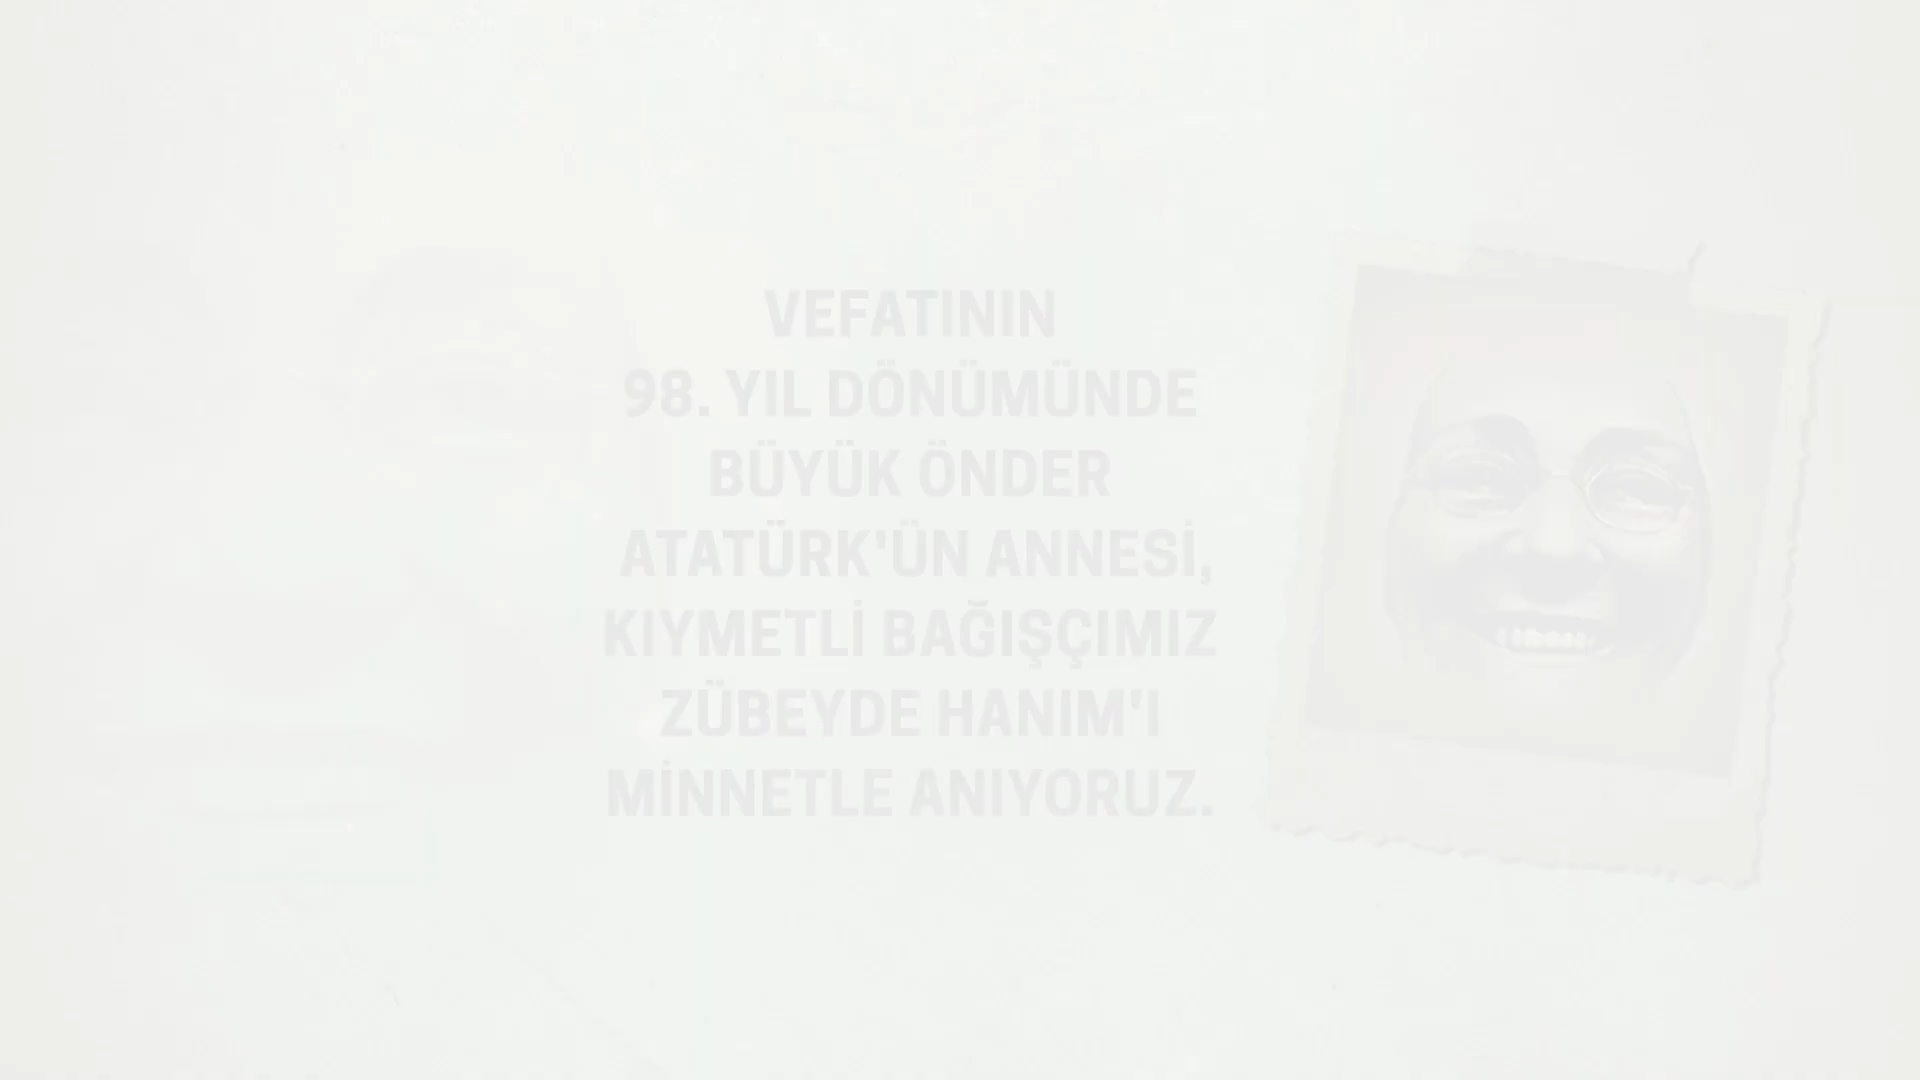 VEFATININ
98. YIL DÖNÜMÜNDE
BÜYÜK ÖNDER
ATATÜRK'ÜN ANNESİ,
KIYMETLİ BAĞIŞÇIMIZ
ZÜBEYDE HANIM'I
MİNNETLE ANIYORUZ.